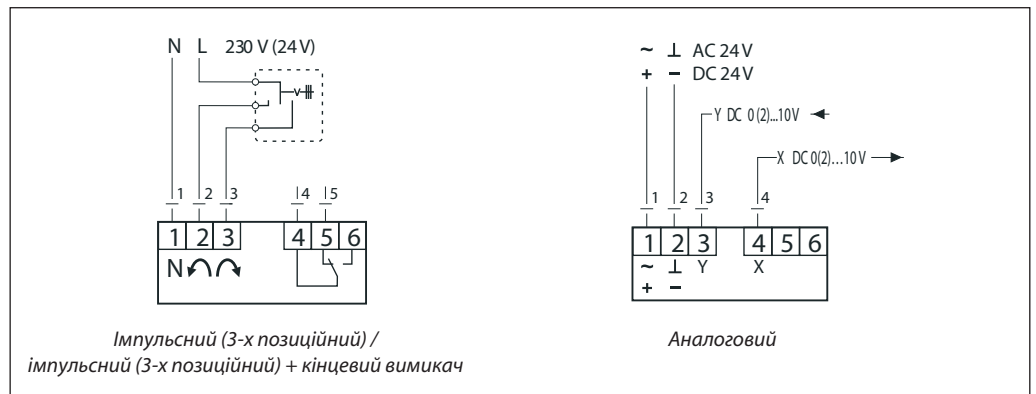 N L 230 V (24 V)
1 2 3 4 5
1 2 3 4 5 6
N
Імпульсний (3-х позиційний) /
імпульсний (3-х позиційний) + кінцевий вимикач
~ ⊥ AC 24 V
+ − DC 24 V
Y DC 0 (2)...10 V
X DC 0(2)...10 V
1 2 3 4
1 2 3 4 5 6
~ ⊥ Y X
+ −
Аналоговий